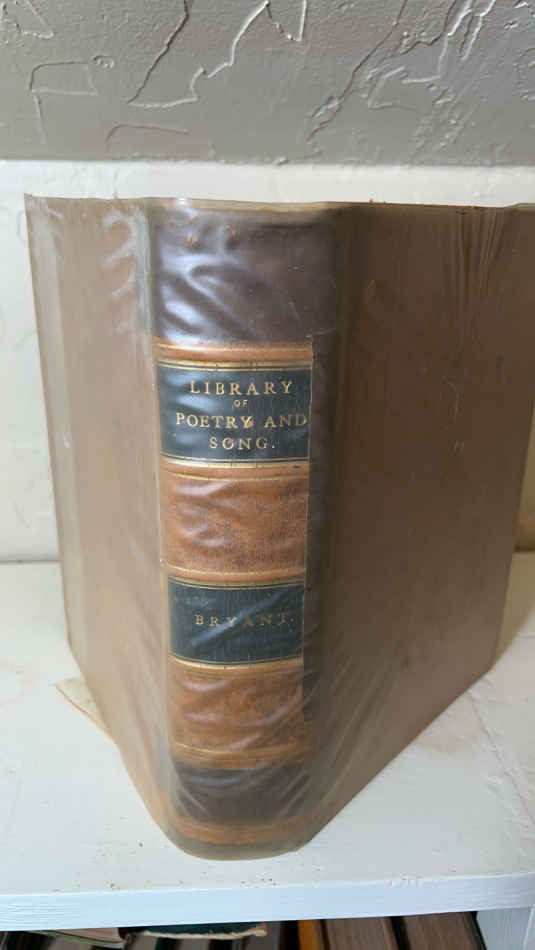 LIBRARY
OF
POETRY AND
SONG.
BRYANT.